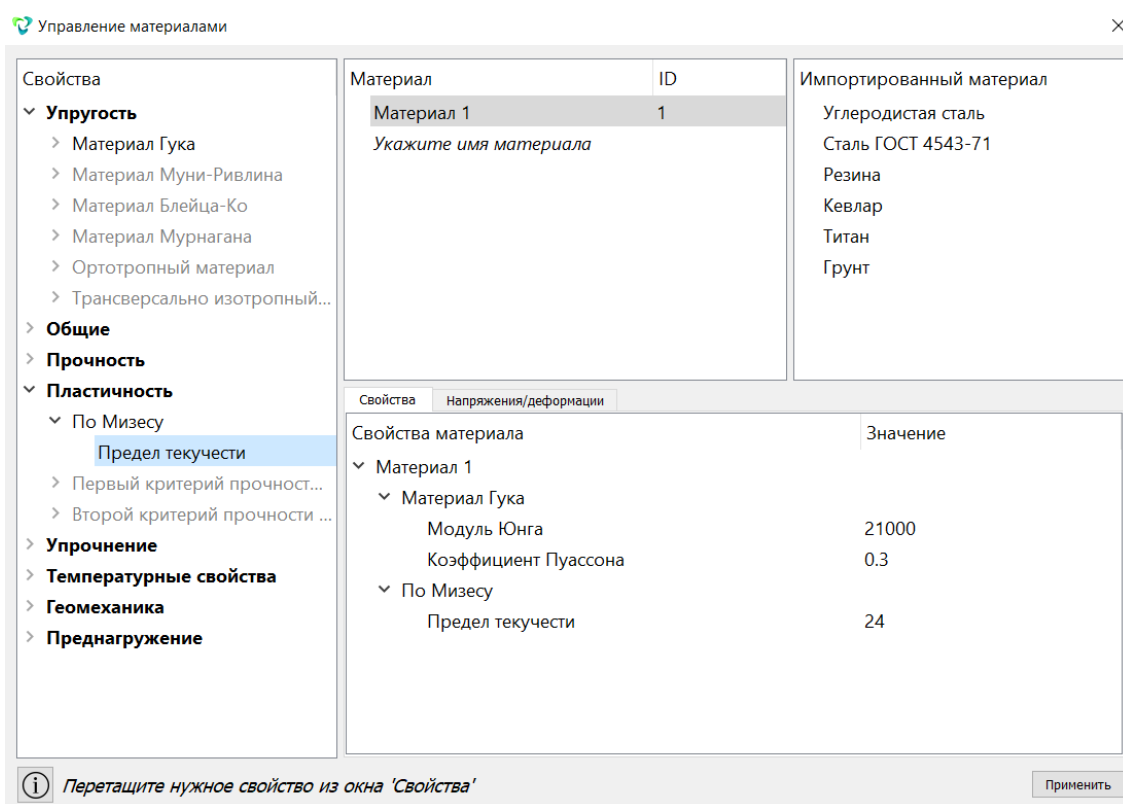 Управление материалами
Свойства
Упругость
Материал Гука
Материал Муни-Ривлина
Материал Блейца-Ко
Материал Мурнагана
Ортотропный материал
Трансверсально изотропный...
Общие
Прочность
Пластичность
По Мизесу
Предел текучести
Первый критерий прочност...
Второй критерий прочности ...
Упрочнение
Температурные свойства
Геомеханика
Преднагружение
Материал ID
Материал 1 1
Укажите имя материала
Импортированный материал
Углеродистая сталь
Сталь ГОСТ 4543-71
Резина
Кевлар
Титан
Грунт
Свойства Напряжения/деформации
Свойства материала Значение
Материал 1
Материал Гука
Модуль Юнга 21000
Коэффициент Пуассона 0.3
По Мизесу
Предел текучести 24
Перетащите нужное свойство из окна 'Свойства'
Применить